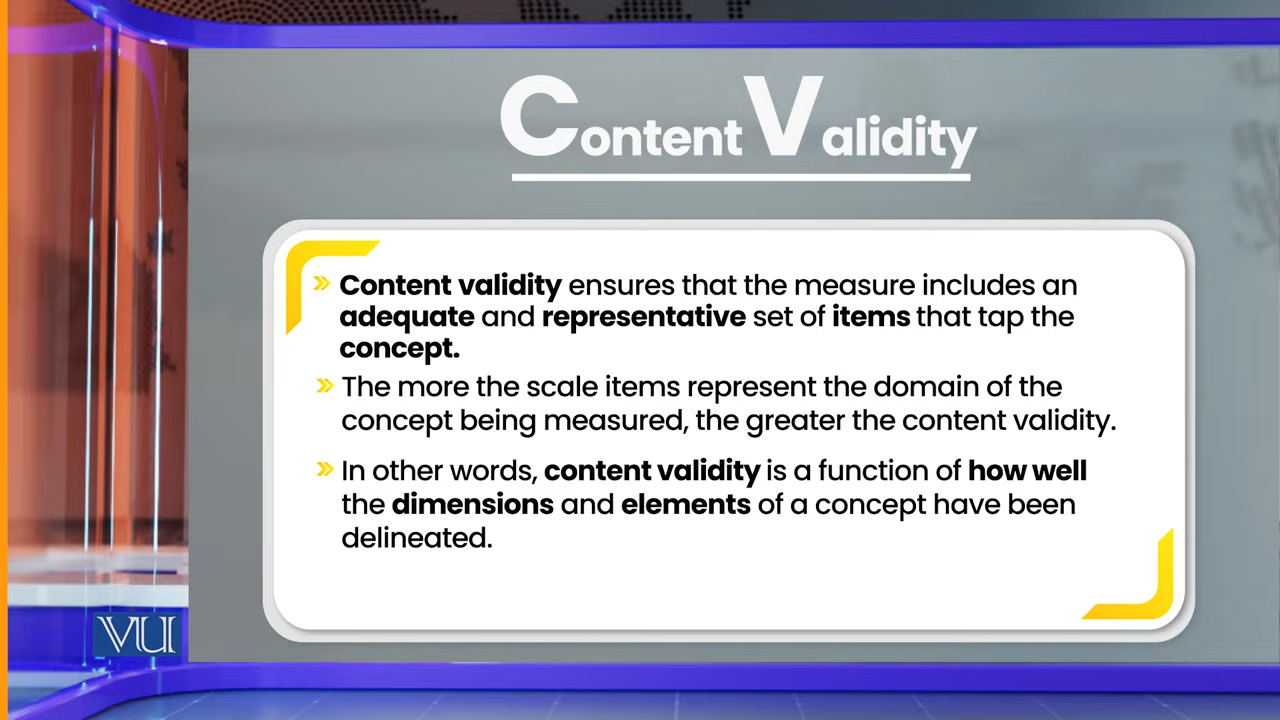 Content Validity
Content validity ensures that the measure includes an
adequate and representative set of items that tap the
concept.
The more the scale items represent the domain of the
concept being measured, the greater the content validity.
In other words, content validity is a function of how well
the dimensions and elements of a concept have been
delineated.
VU